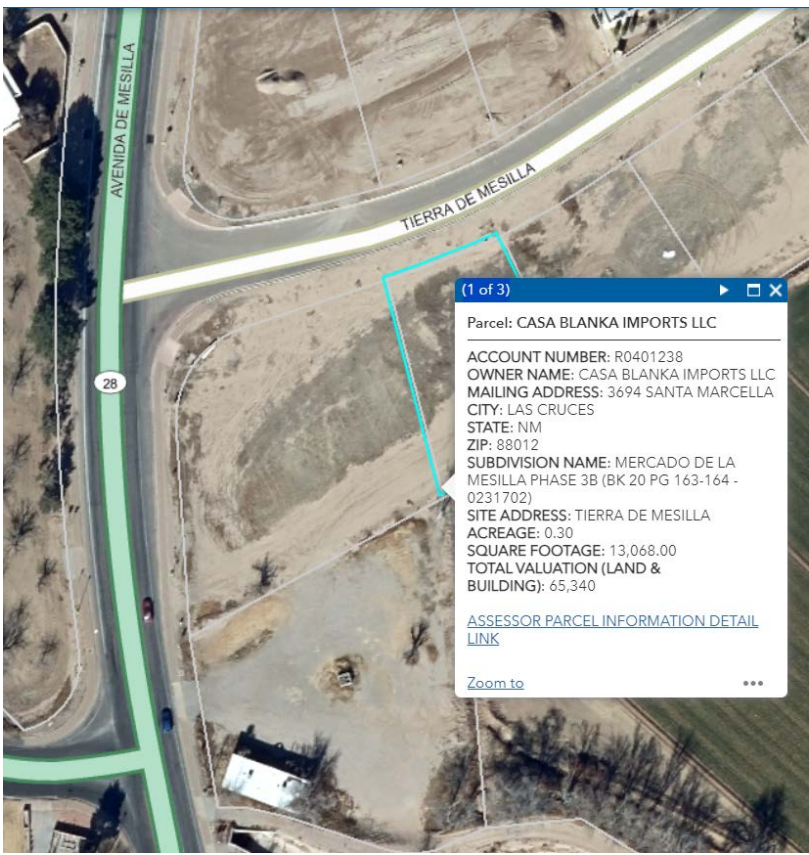 AVENIDA DE MESILLA
TIERRA DE MESILLA
28
(1 of 3)
Parcel: CASA BLANKA IMPORTS LLC
ACCOUNT NUMBER: R0401238
OWNER NAME: CASA BLANKA IMPORTS LLC
MAILING ADDRESS: 3694 SANTA MARCELLA
CITY: LAS CRUCES
STATE: NM
ZIP: 88012
SUBDIVISION NAME: MERCADO DE LA
MESILLA PHASE 3B (BK 20 PG 163-164 -
0231702)
SITE ADDRESS: TIERRA DE MESILLA
ACREAGE: 0.30
SQUARE FOOTAGE: 13,068.00
TOTAL VALUATION (LAND &
BUILDING): 65,340
ASSESSOR PARCEL INFORMATION DETAIL
LINK
Zoom to